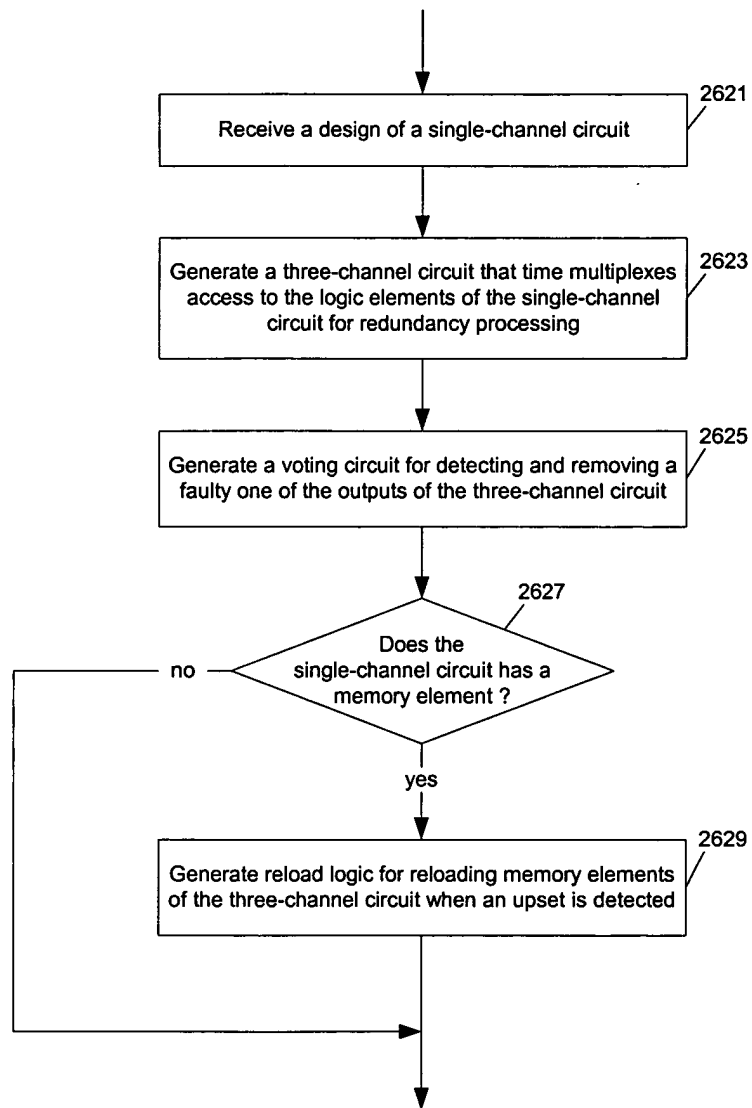 2621
Receive a design of a single-channel circuit
2623
Generate a three-channel circuit that time multiplexes
access to the logic elements of the single-channel
circuit for redundancy processing
2625
Generate a voting circuit for detecting and removing a
faulty one of the outputs of the three-channel circuit
2627
Does the
single-channel circuit has a
memory element ?
no
yes
2629
Generate reload logic for reloading memory elements
of the three-channel circuit when an upset is detected